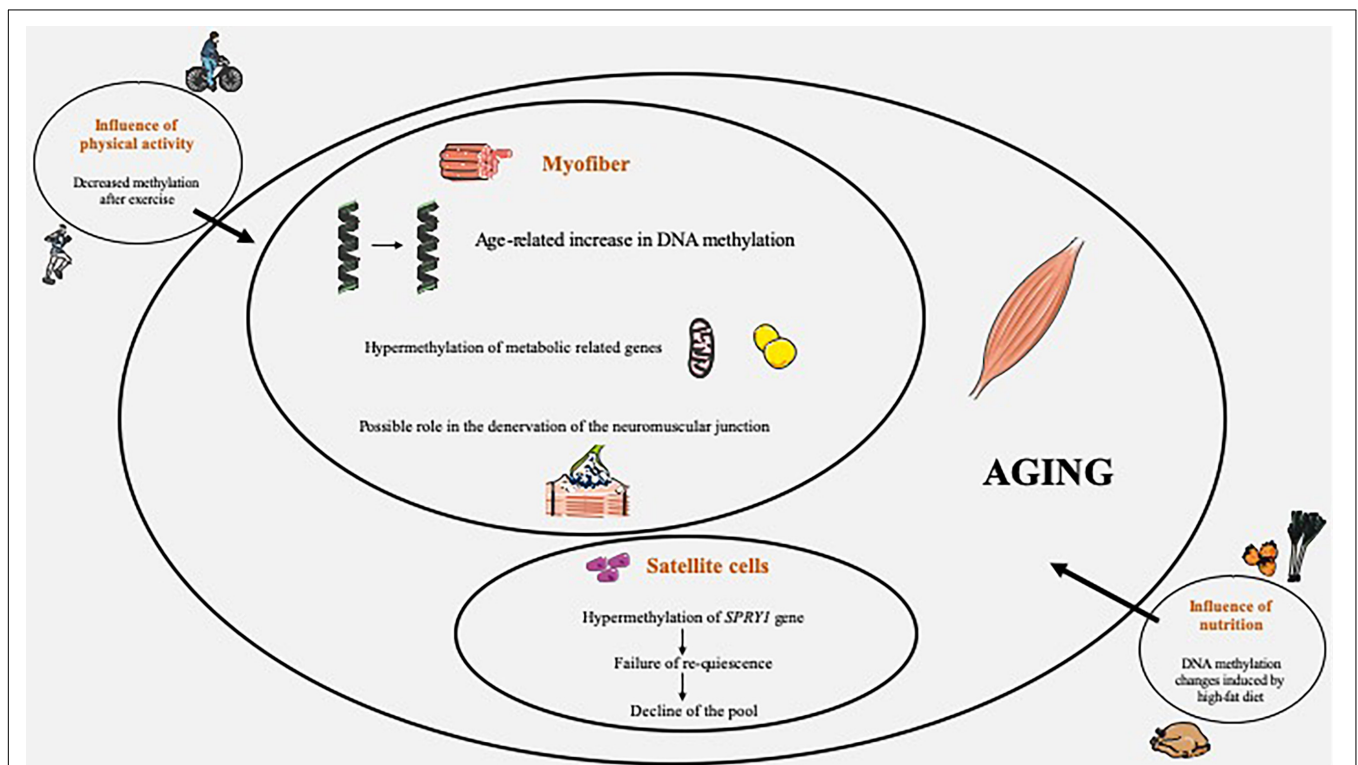 Influence of
physical activity
Decreased methylation
after exercise
Myofiber
Age-related increase in DNA methylation
Hypermethylation of metabolic related genes
Possible role in the denervation of the neuromuscular junction
AGING
Satellite cells
Hypermethylation of SPRY1 gene
Failure of re-quiescence
Decline of the pool
Influence of
nutrition
DNA methylation
changes induced by
high-fat diet